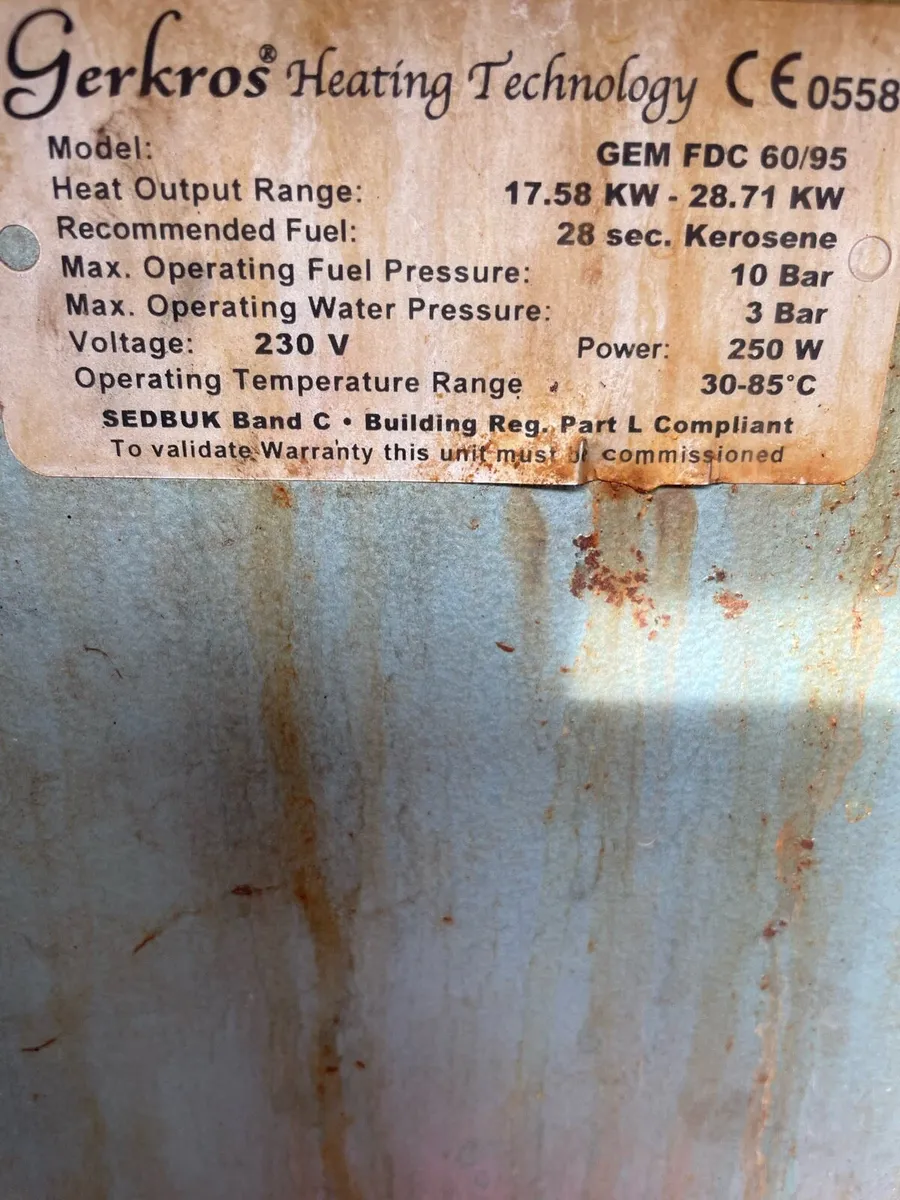 Gerkros® Heating Technology CE 0558
Model: GEM FDC 60/95
Heat Output Range: 17.58 KW - 28.71 KW
Recommended Fuel: 28 sec. Kerosene
Max. Operating Fuel Pressure: 10 Bar
Max. Operating Water Pressure: 3 Bar
Voltage: 230 V Power: 250 W
Operating Temperature Range 30-85°C
SEDBUK Band C • Building Reg. Part L Compliant
To validate Warranty this unit must commissioned